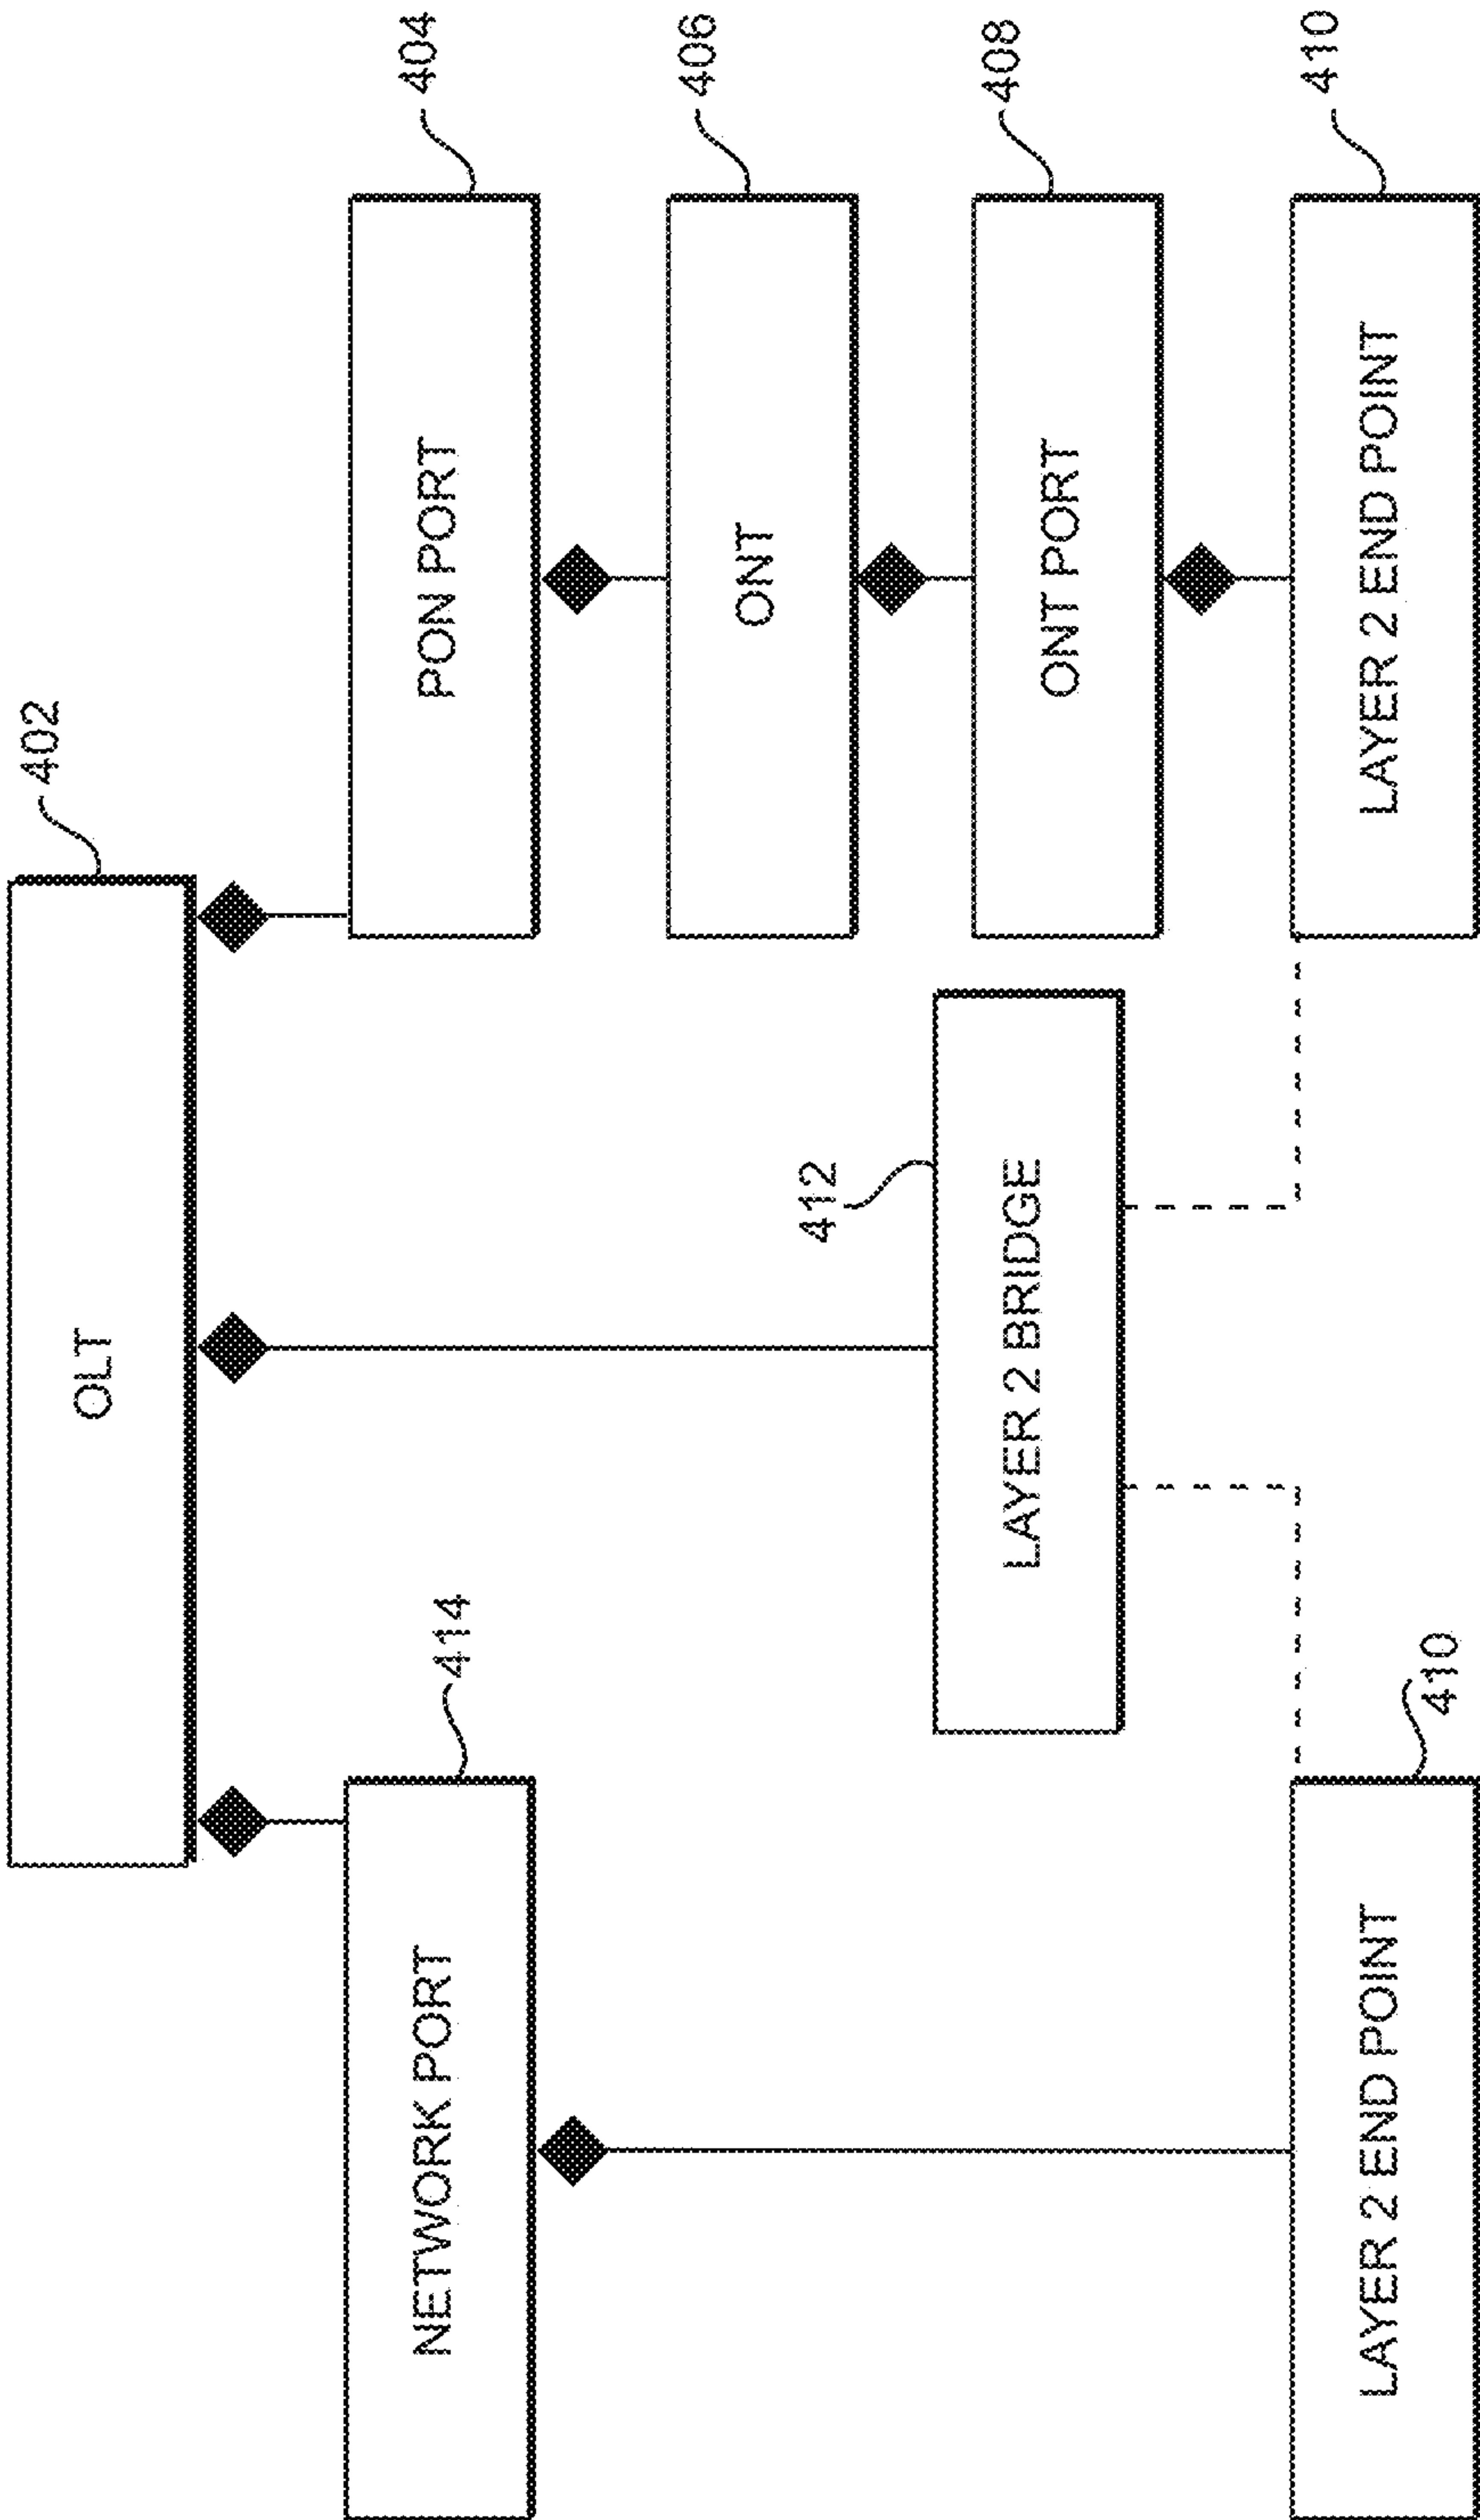 402
OLT
404
PON PORT
414
NETWORK PORT
406
ONT
412
LAYER 2 BRIDGE
408
ONT PORT
410
LAYER 2 END POINT
410
LAYER 2 END POINT